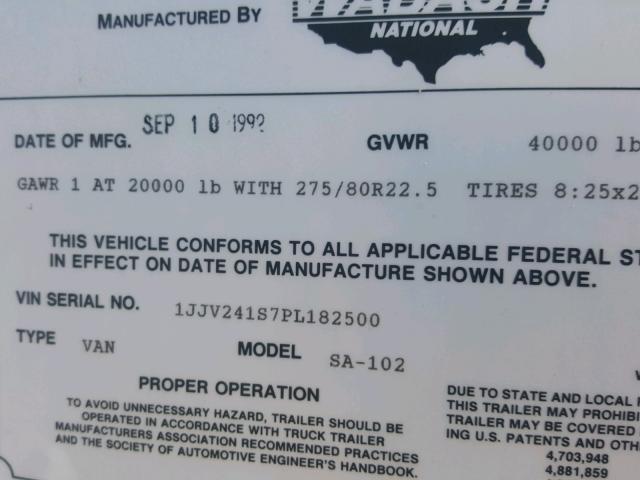 MANUFACTURED BY WABASH
NATIONAL
DATE OF MFG. SEP 10 1992 GVWR 40000 lb
GAWR 1 AT 20000 lb WITH 275/80R22.5 TIRES 8:25x2
THIS VEHICLE CONFORMS TO ALL APPLICABLE FEDERAL ST
IN EFFECT ON DATE OF MANUFACTURE SHOWN ABOVE.
VIN SERIAL NO. 1JJV241S7PL182500
TYPE VAN MODEL SA-102
PROPER OPERATION
TO AVOID UNNECESSARY HAZARD, TRAILER SHOULD BE
OPERATED IN ACCORDANCE WITH TRUCK TRAILER
MANUFACTURERS ASSOCIATION RECOMMENDED PRACTICES
AND THE SOCIETY OF AUTOMOTIVE ENGINEER'S HANDBOOK.
DUE TO STATE AND LOCAL
THIS TRAILER MAY PROHIBI
TRAILER MAY BE COVERED
ING U.S. PATENTS AND OTH
4,703,948
4,881,859